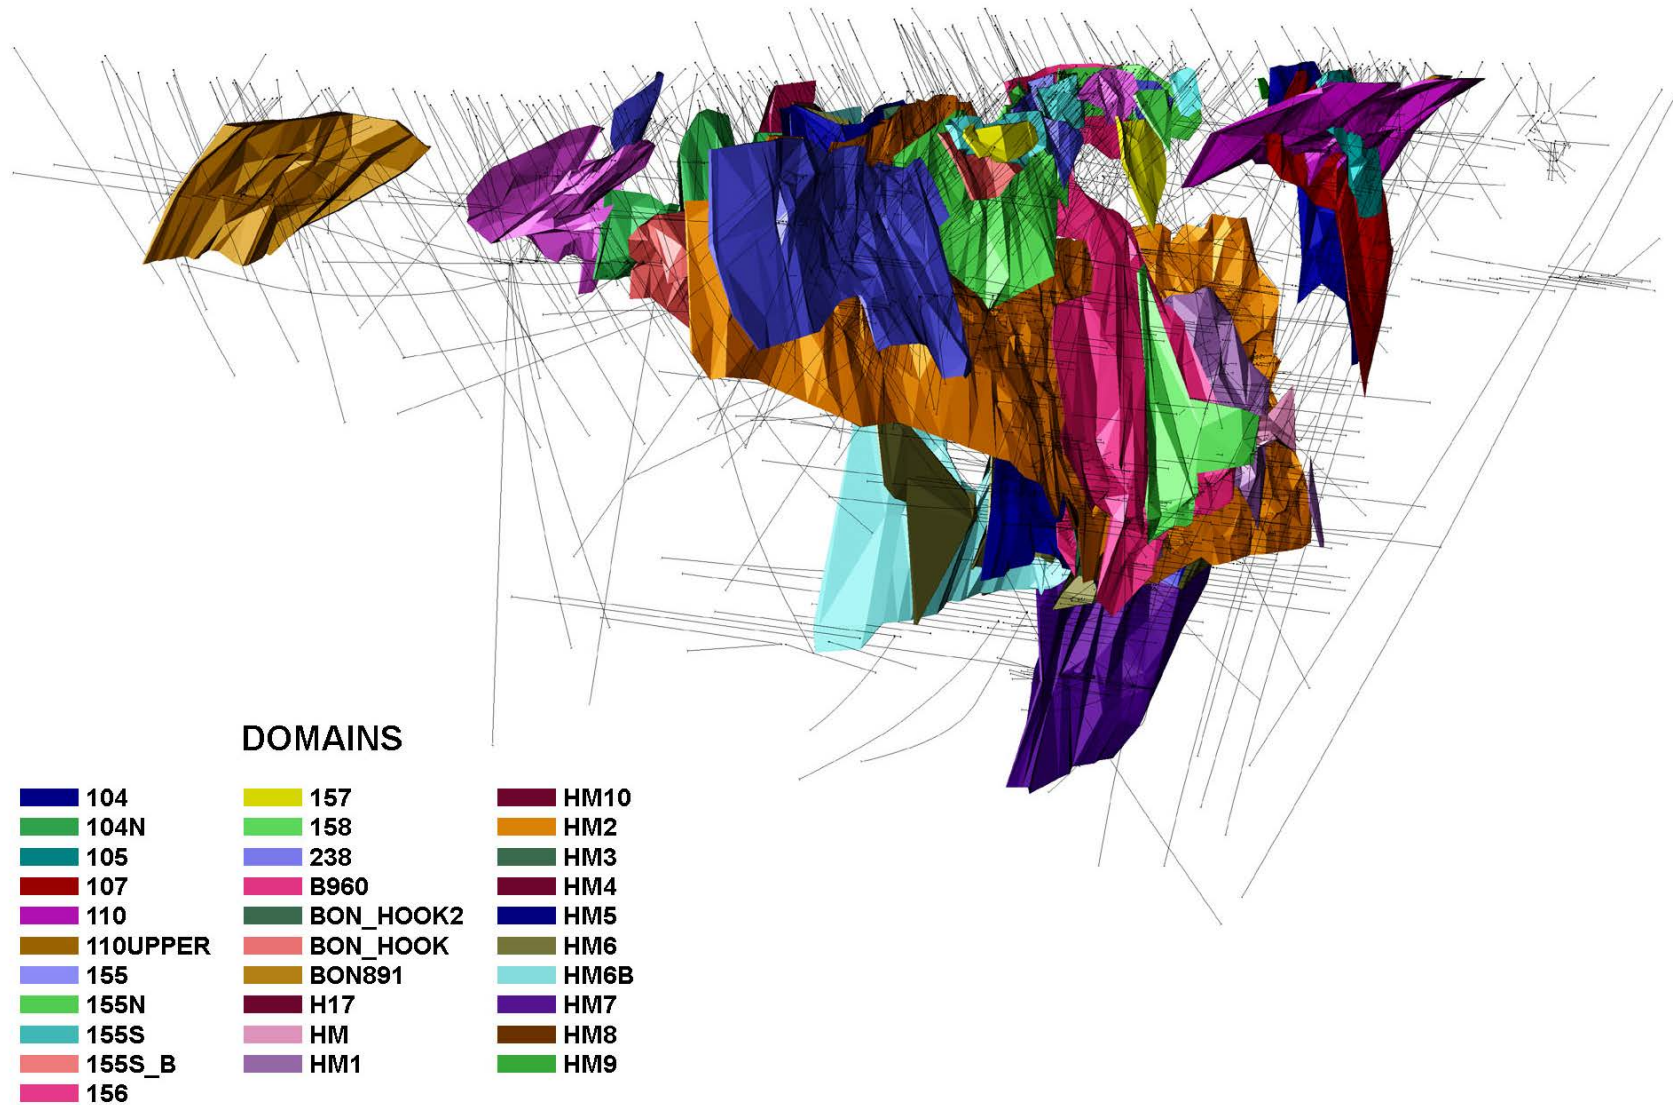 DOMAINS
104
104N
105
107
110
110UPPER
155
155N
155S
155S_B
156
157
158
238
B960
BON_HOOK2
BON_HOOK
BON891
H17
HM
HM1
HM10
HM2
HM3
HM4
HM5
HM6
HM6B
HM7
HM8
HM9